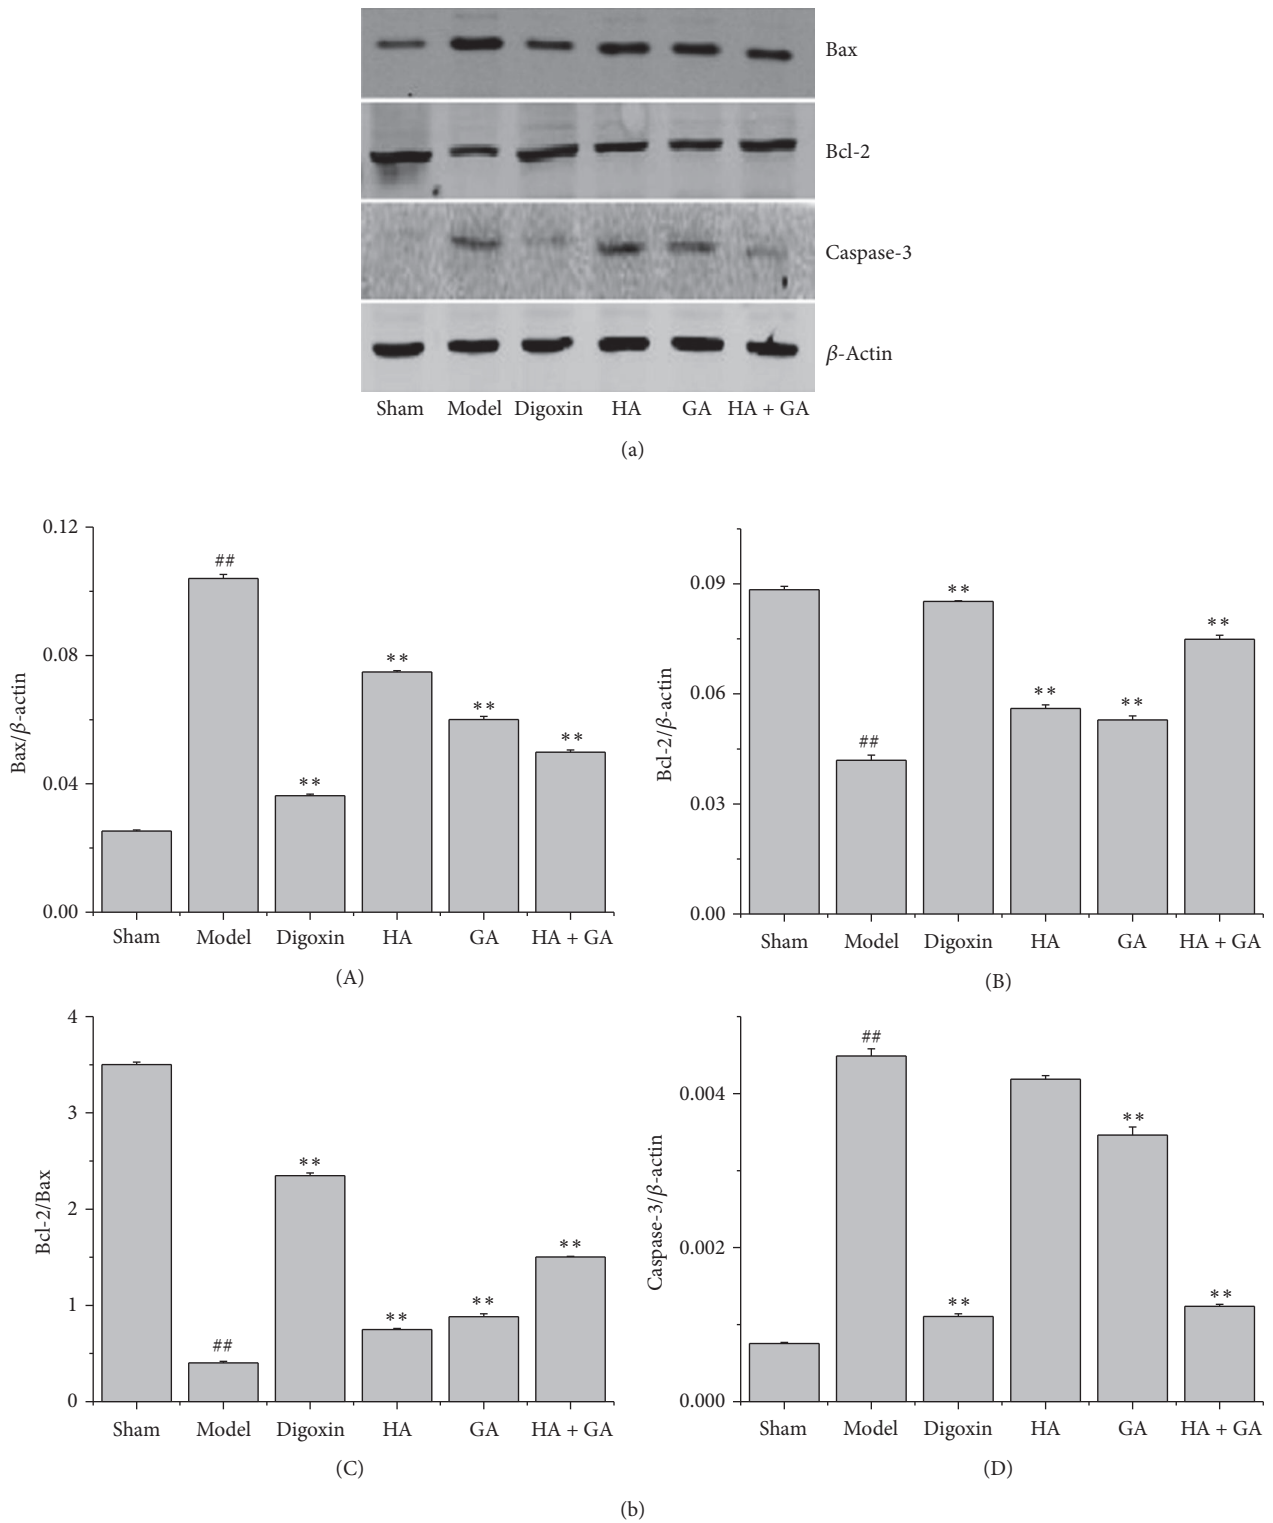 Bax
Bcl-2
Caspase-3
β-Actin
Sham Model Digoxin HA GA HA + GA
(a)
0.12
0.08
0.04
0.00
Bax/β-actin
##
**
**
**
**
Sham Model Digoxin HA GA HA + GA
(A)
0.09
0.06
0.03
0.00
Bcl-2/β-actin
##
**
**
**
**
Sham Model Digoxin HA GA HA + GA
(B)
4
3
2
1
0
Bcl-2/Bax
##
**
**
**
**
Sham Model Digoxin HA GA HA + GA
(C)
0.004
0.002
0.000
Caspase-3/β-actin
##
**
**
**
Sham Model Digoxin HA GA HA + GA
(D)
(b)